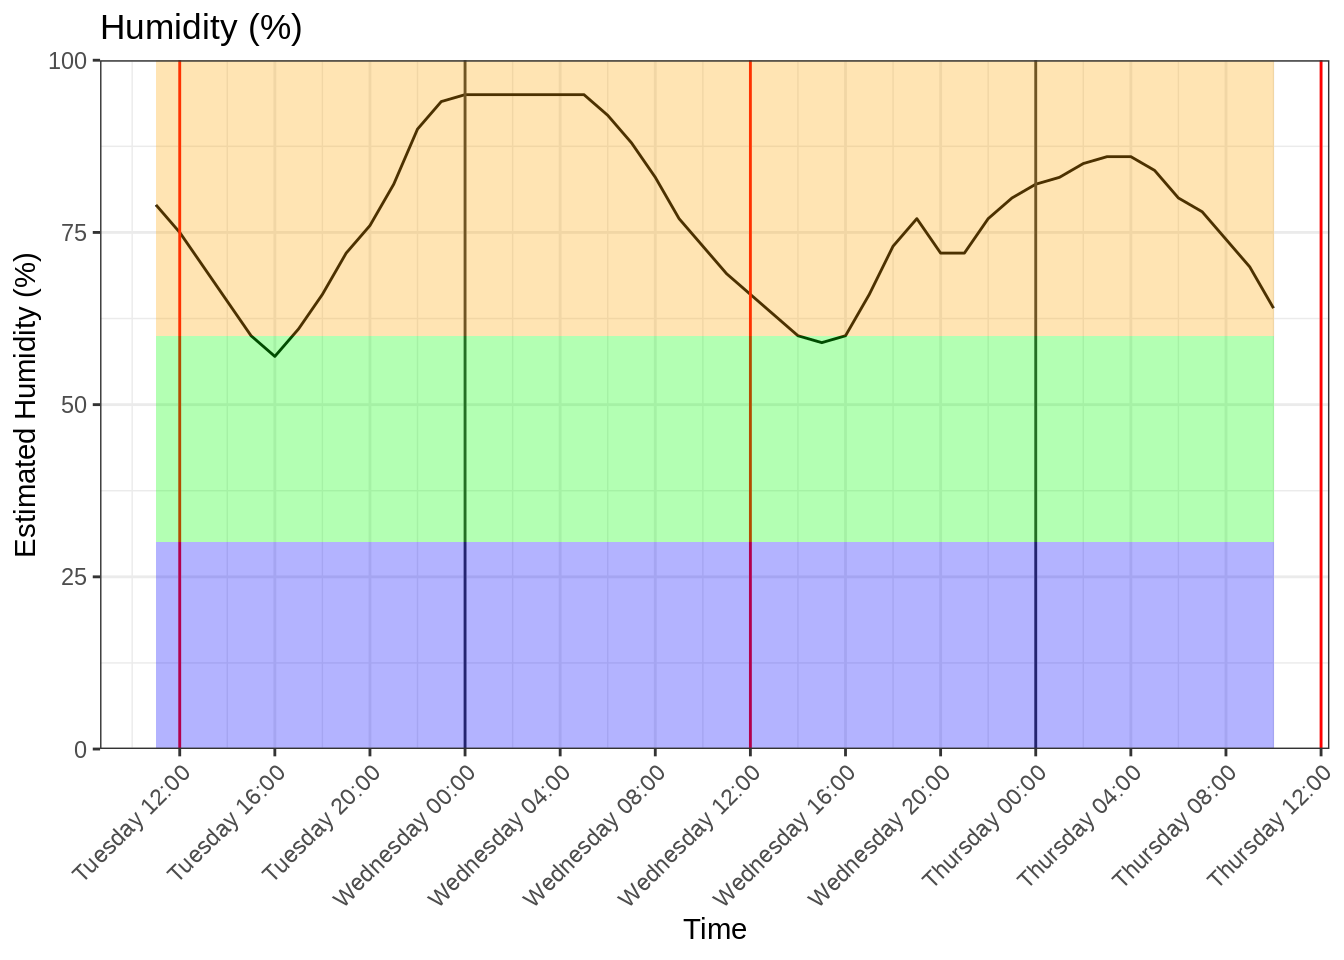 Humidity (%)
100
75
50
25
0
Estimated Humidity (%)
Tuesday 12:00
Tuesday 16:00
Tuesday 20:00
Wednesday 00:00
Wednesday 04:00
Wednesday 08:00
Wednesday 12:00
Wednesday 16:00
Wednesday 20:00
Thursday 00:00
Thursday 04:00
Thursday 08:00
Thursday 12:00
Time